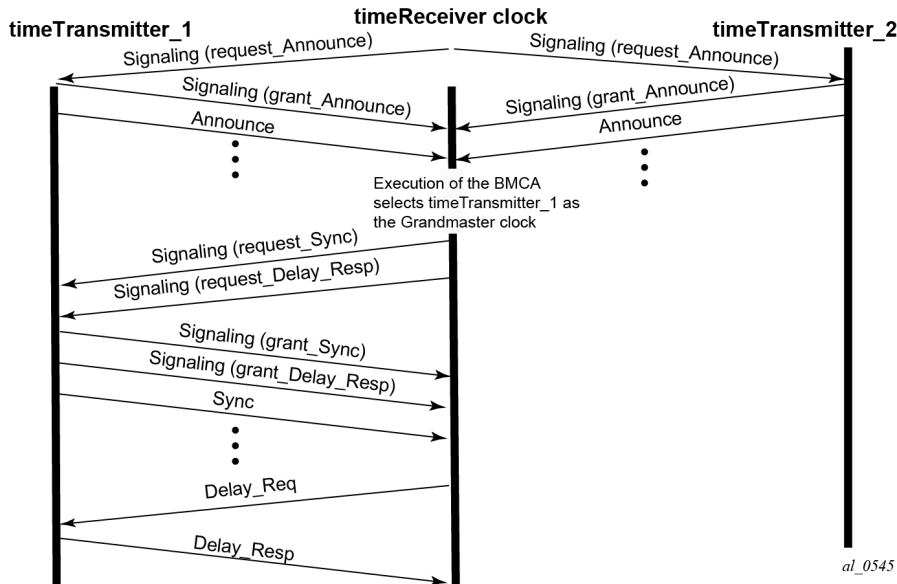 timeTransmitter_1
timeReceiver clock
timeTransmitter_2
Signaling (request_Announce)
Signaling (request_Announce)
Signaling (grant_Announce)
Signaling (grant_Announce)
Announce
Announce
Execution of the BMCA
selects timeTransmitter_1 as
the Grandmaster clock
Signaling (request_Sync)
Signaling (request_Delay_Resp)
Signaling (grant_Sync)
Signaling (grant_Delay_Resp)
Sync
Delay_Req
Delay_Resp
al_0545